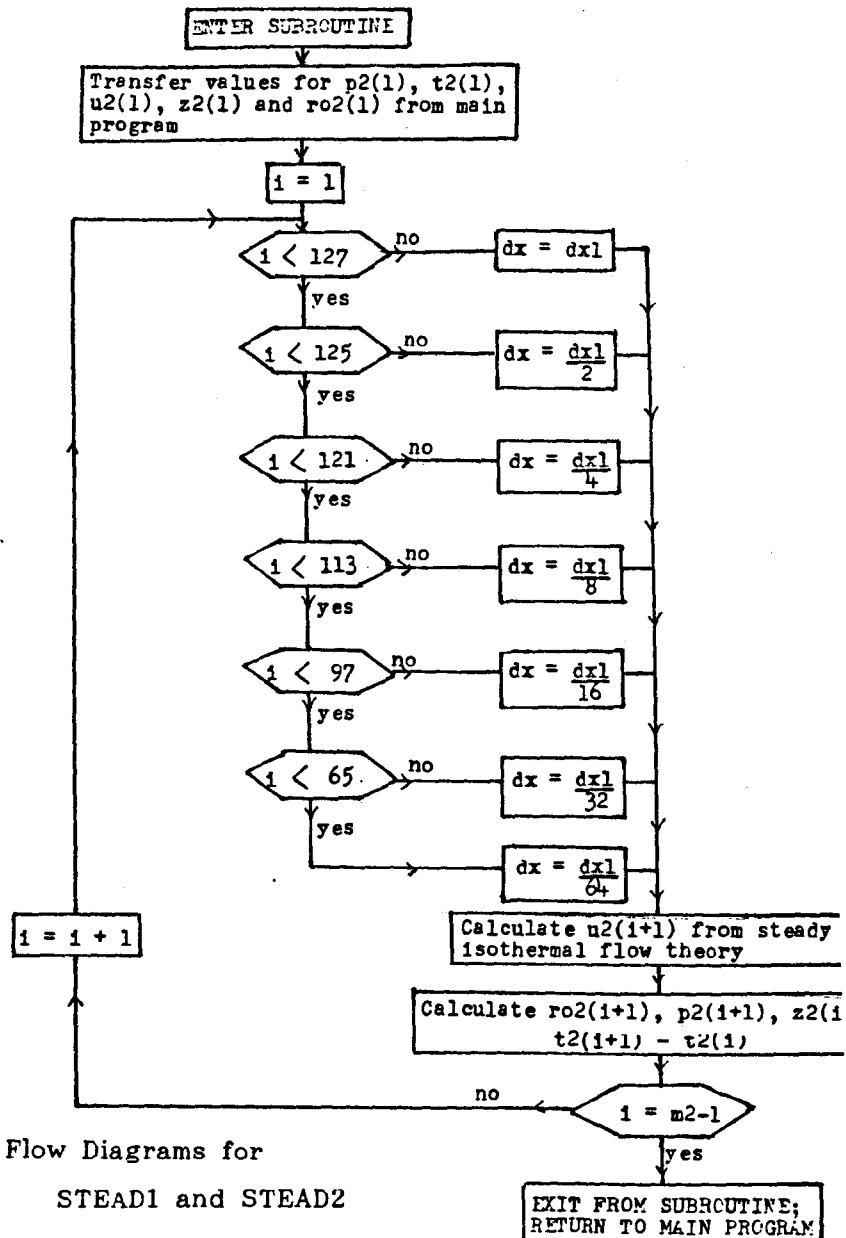 ENTER SUBROUTINE
Transfer values for p2(1), t2(1),
u2(1), z2(1) and ro2(1) from main
program
i = 1
i < 127
no
dx = dx1
yes
i < 125
no
dx = dx1
2
yes
i < 121
no
dx = dx1
4
yes
i < 113
no
dx = dx1
8
yes
i < 97
no
dx = dx1
16
yes
i < 65
no
dx = dx1
32
yes
dx = dx1
64
i = i + 1
Calculate u2(i+1) from steady
isothermal flow theory
Calculate ro2(i+1), p2(i+1), z2(i
t2(i+1) - t2(i)
no
i = m2-1
yes
Flow Diagrams for
STEAD1 and STEAD2
EXIT FROM SUBROUTINE;
RETURN TO MAIN PROGRAM